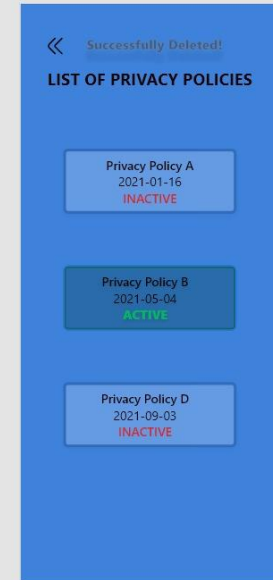 Successfully Deleted!
LIST OF PRIVACY POLICIES
Privacy Policy A
2021-01-16
INACTIVE
Privacy Policy B
2021-05-04
ACTIVE
Privacy Policy D
2021-09-03
INACTIVE